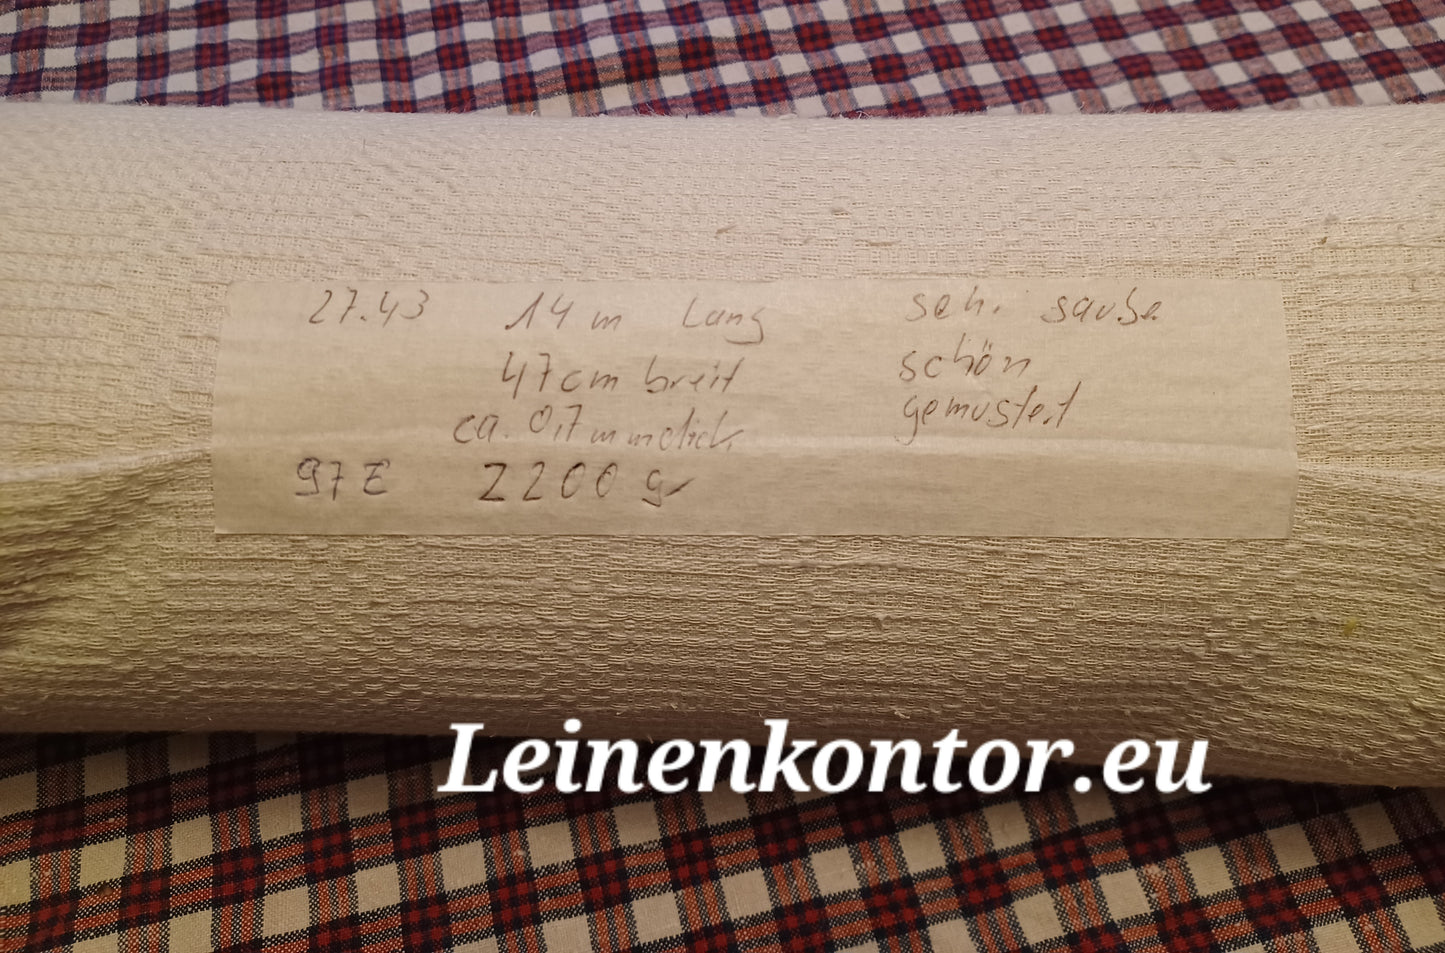 27.43 14 m Lang sehr sauber
47 cm breit schön
ca. 0,7 mm dick gemustert
97 E 2200 gr
Leinenkontor.eu